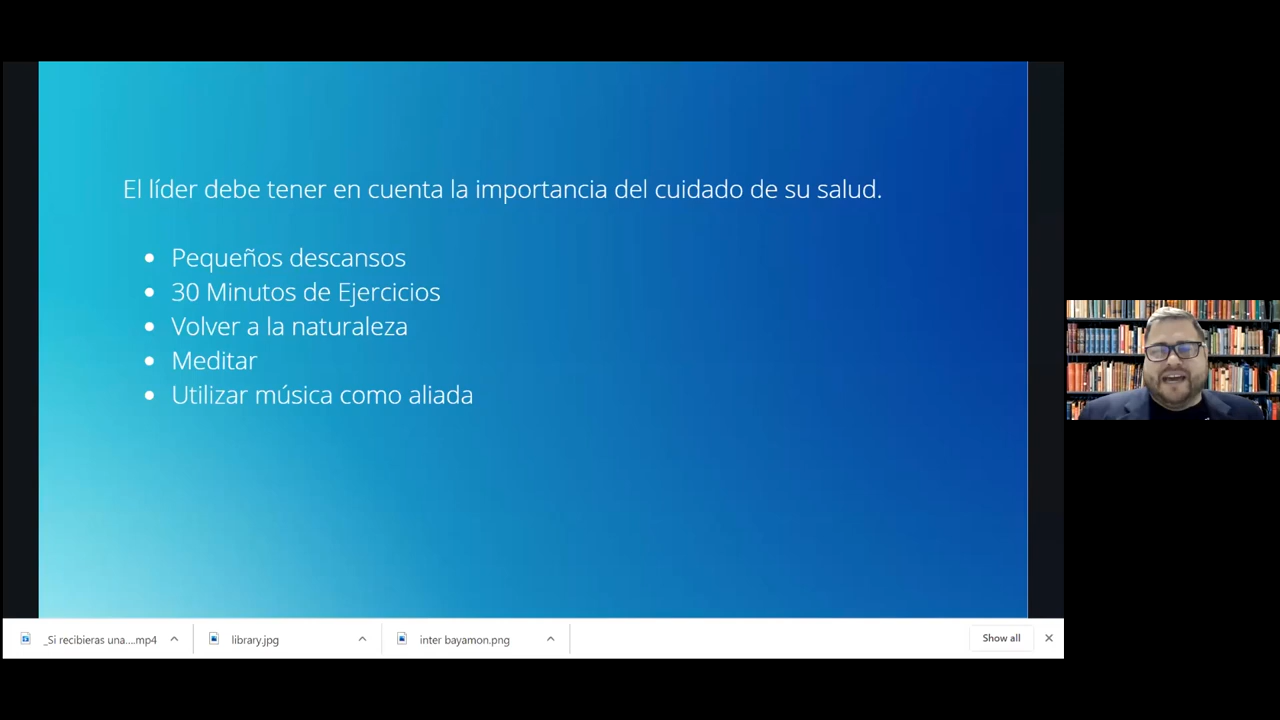 El líder debe tener en cuenta la importancia del cuidado de su salud.
• Pequeños descansos
• 30 Minutos de Ejercicios
• Volver a la naturaleza
• Meditar
• Utilizar música como aliada
_Si recibieras una....mp4
library.jpg
inter bayamon.png
Show all